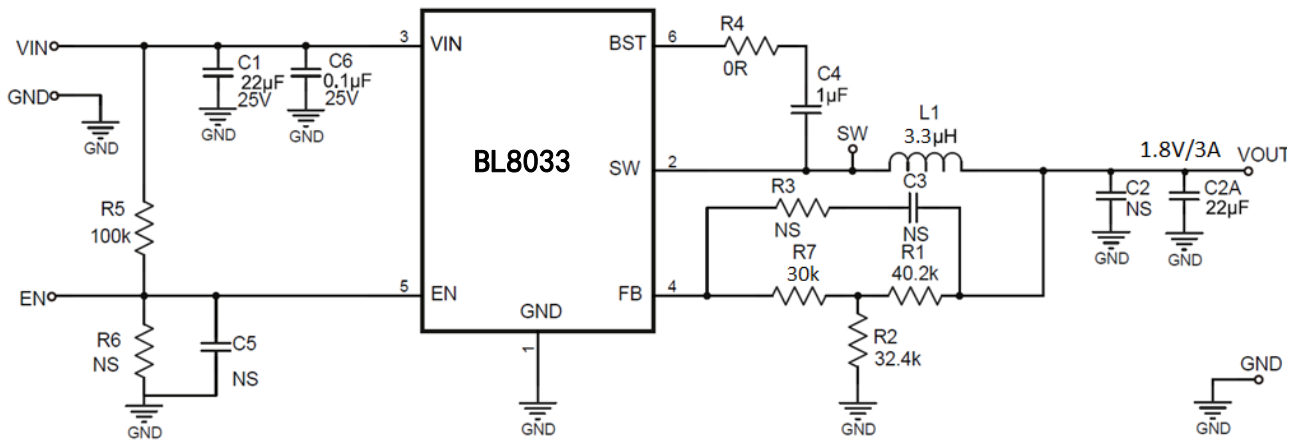 VIN
GND
GND
3
VIN
C1
22μF
25V
GND
C6
0.1μF
25V
GND
R5
100k
EN
R6
NS
C5
NS
GND
5
EN
BL8033
GND
1
GND
BST
6
R4
0R
C4
1μF
SW
2
SW
L1
3.3μH
1.8V/3A
VOUT
R3
NS
C3
NS
R7
30k
R1
40.2k
FB
4
R2
32.4k
GND
C2
NS
GND
C2A
22μF
GND
GND
GND